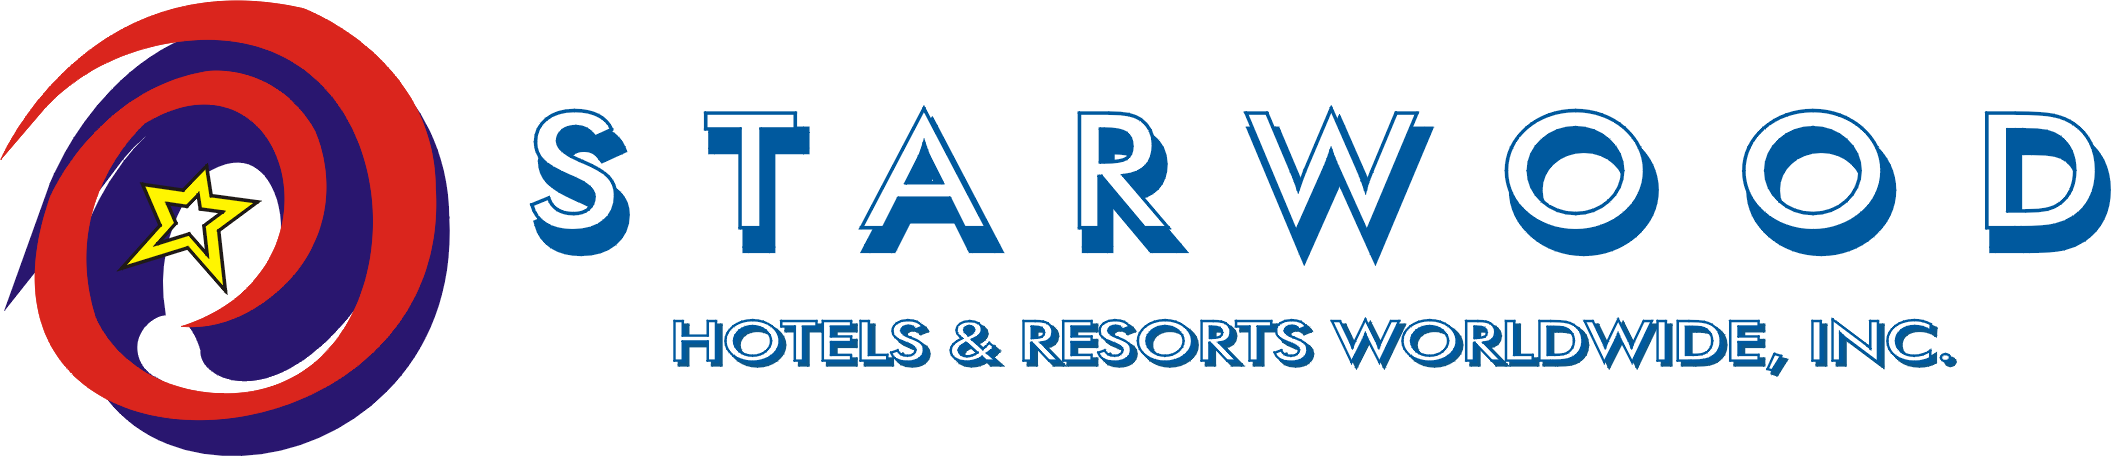 STARWOOD
HOTELS & RESORTS WORLDWIDE, INC.